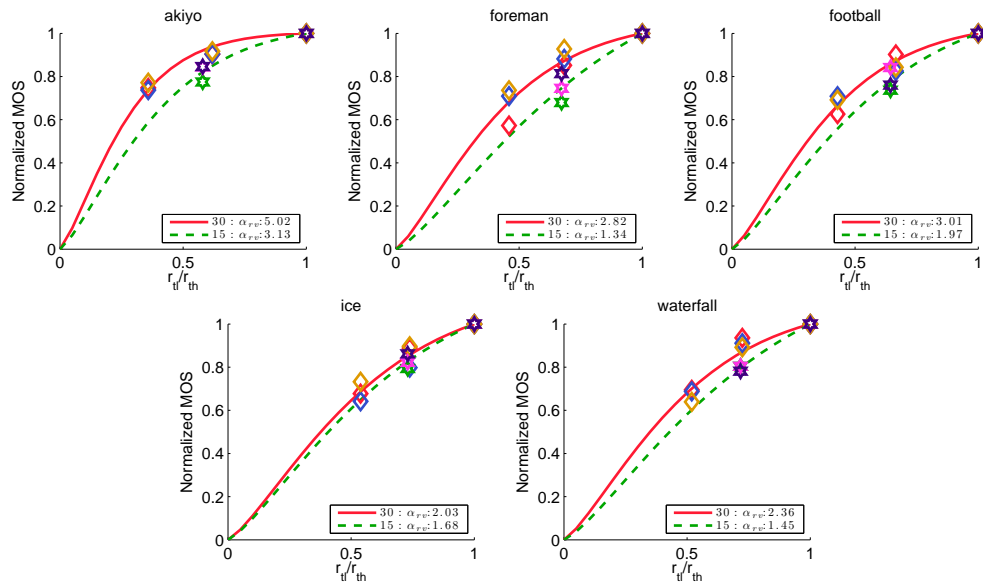 akiyo
1
0.8
0.6
0.4
0.2
0
0 0.5 1
Normalized MOS
r_tl/r_th
30 : α_rv:5.02
15 : α_rv:3.13
foreman
1
0.8
0.6
0.4
0.2
0
0 0.5 1
Normalized MOS
r_tl/r_th
30 : α_rv:2.82
15 : α_rv:1.34
football
1
0.8
0.6
0.4
0.2
0
0 0.5 1
Normalized MOS
r_tl/r_th
30 : α_rv:3.01
15 : α_rv:1.97
ice
1
0.8
0.6
0.4
0.2
0
0 0.5 1
Normalized MOS
r_tl/r_th
30 : α_rv:2.03
15 : α_rv:1.68
waterfall
1
0.8
0.6
0.4
0.2
0
0 0.5 1
Normalized MOS
r_tl/r_th
30 : α_rv:2.36
15 : α_rv:1.45